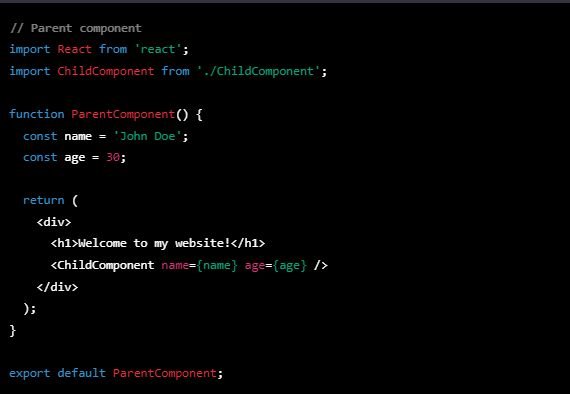 // Parent component
import React from 'react';
import ChildComponent from './ChildComponent';

function ParentComponent() {
  const name = 'John Doe';
  const age = 30;

  return (
    <div>
      <h1>Welcome to my website!</h1>
      <ChildComponent name={name} age={age} />
    </div>
  );
}

export default ParentComponent;